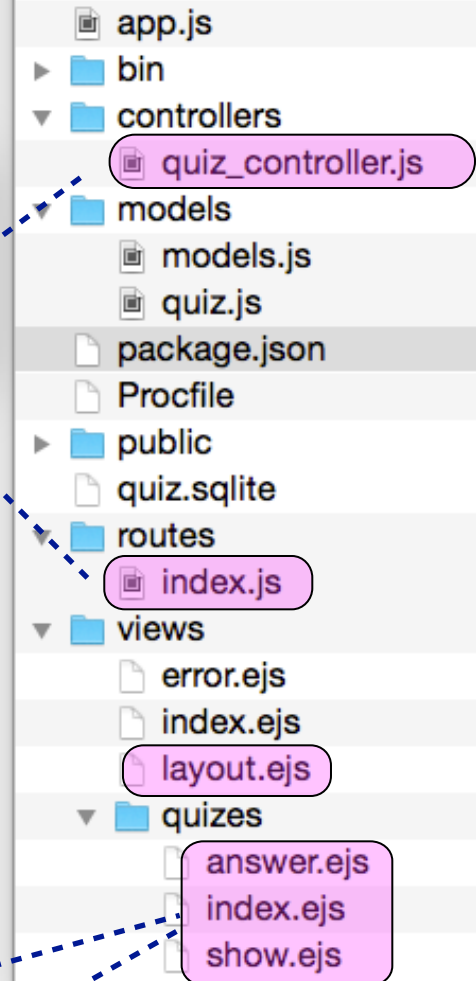 app.js
bin
controllers
quiz_controller.js
models
models.js
quiz.js
package.json
Procfile
public
quiz.sqlite
routes
index.js
views
error.ejs
index.ejs
layout.ejs
quizes
answer.ejs
index.ejs
show.ejs